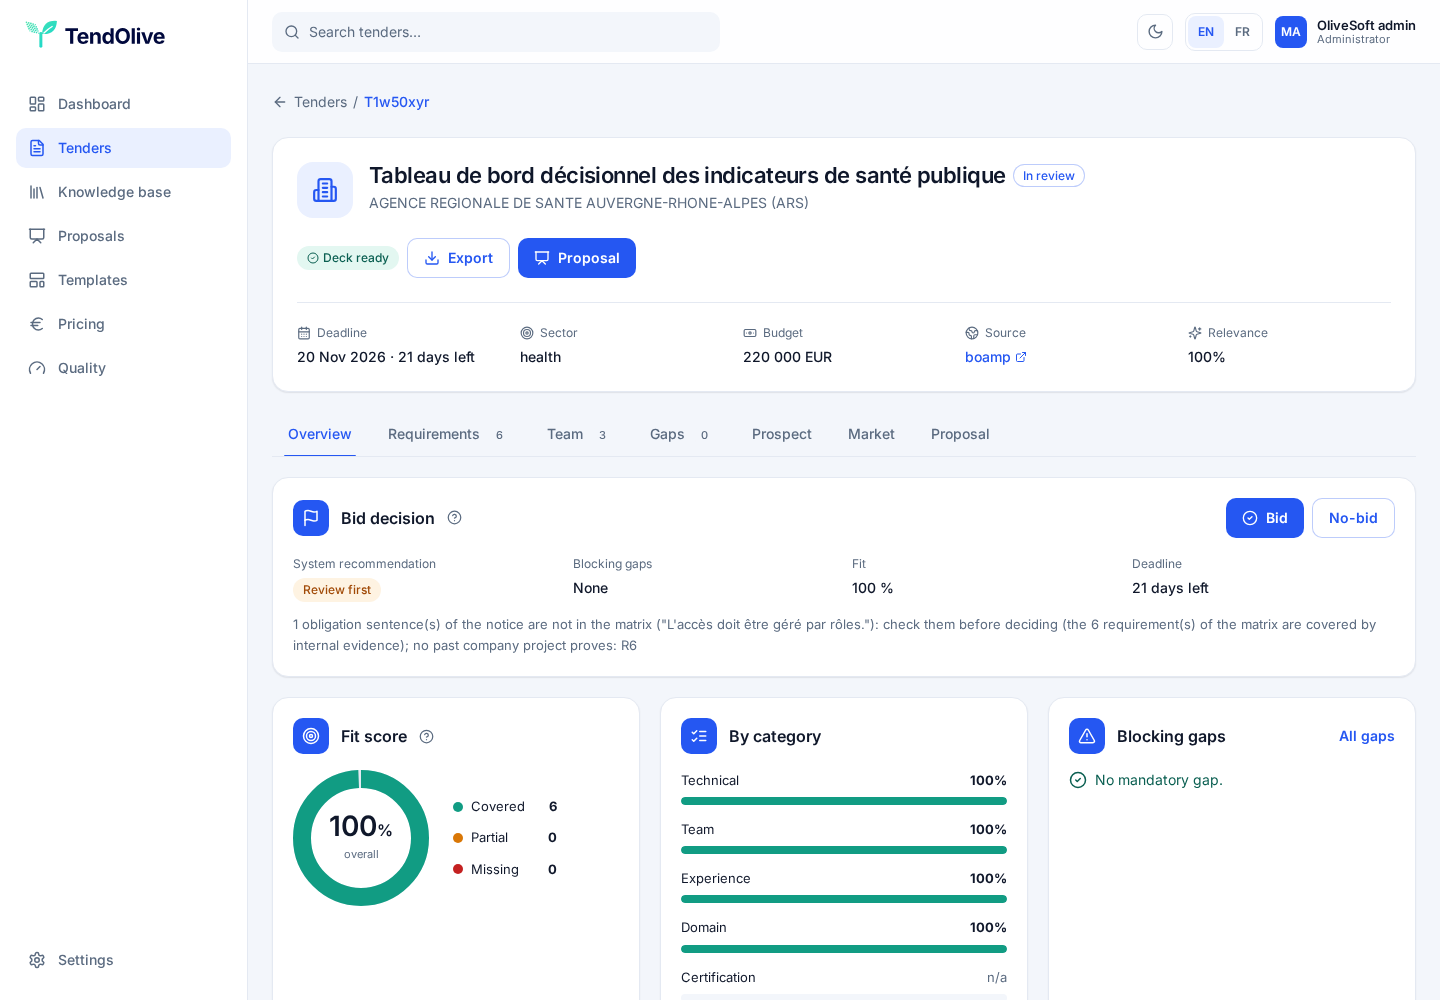 TendOlive
Search tenders...
EN FR
MA
OliveSoft admin
Administrator
Dashboard
Tenders
Knowledge base
Proposals
Templates
Pricing
Quality
Settings
Tenders / T1w50xyr
Tableau de bord décisionnel des indicateurs de santé publique
In review
AGENCE REGIONALE DE SANTE AUVERGNE-RHONE-ALPES (ARS)
Deck ready
Export
Proposal
Deadline
20 Nov 2026 · 21 days left
Sector
health
Budget
220 000 EUR
Source
boamp
Relevance
100%
Overview
Requirements 6
Team 3
Gaps 0
Prospect
Market
Proposal
Bid decision
Bid
No-bid
System recommendation
Review first
Blocking gaps
None
Fit
100 %
Deadline
21 days left
1 obligation sentence(s) of the notice are not in the matrix ("L'accès doit être géré par rôles."): check them before deciding (the 6 requirement(s) of the matrix are covered by
internal evidence); no past company project proves: R6
Fit score
100%
overall
Covered 6
Partial 0
Missing 0
By category
Technical 100%
Team 100%
Experience 100%
Domain 100%
Certification n/a
Blocking gaps
All gaps
No mandatory gap.